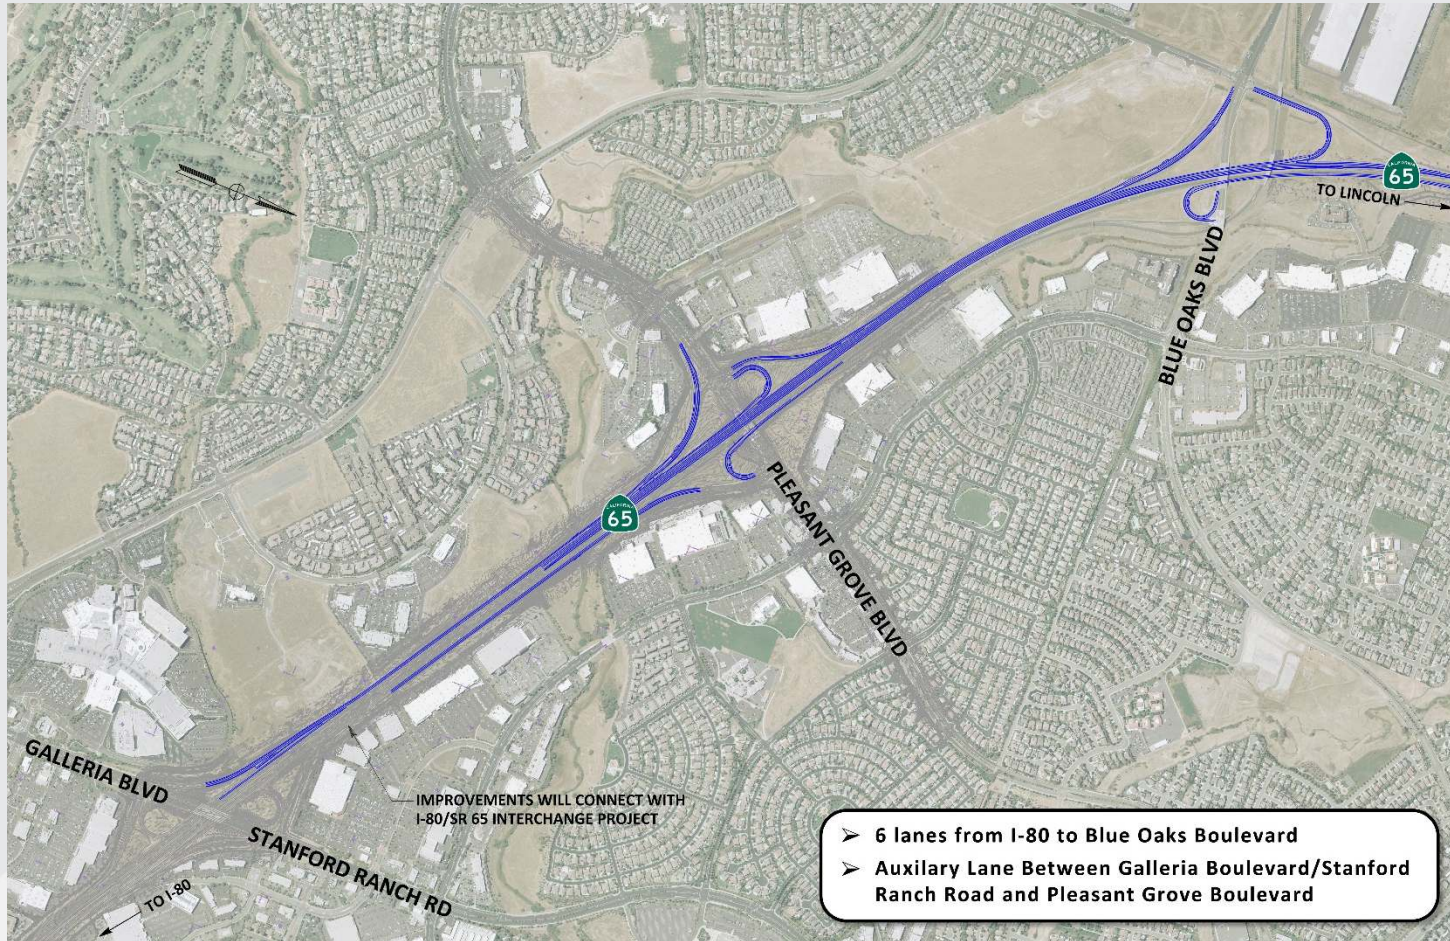 CALIFORNIA
65
TO LINCOLN
BLUE OAKS BLVD
CALIFORNIA
65
PLEASANT GROVE BLVD
GALLERIA BLVD
IMPROVEMENTS WILL CONNECT WITH
I-80/SR 65 INTERCHANGE PROJECT
STANFORD RANCH RD
TO I-80
➢ 6 lanes from I-80 to Blue Oaks Boulevard
➢ Auxilary Lane Between Galleria Boulevard/Stanford
Ranch Road and Pleasant Grove Boulevard